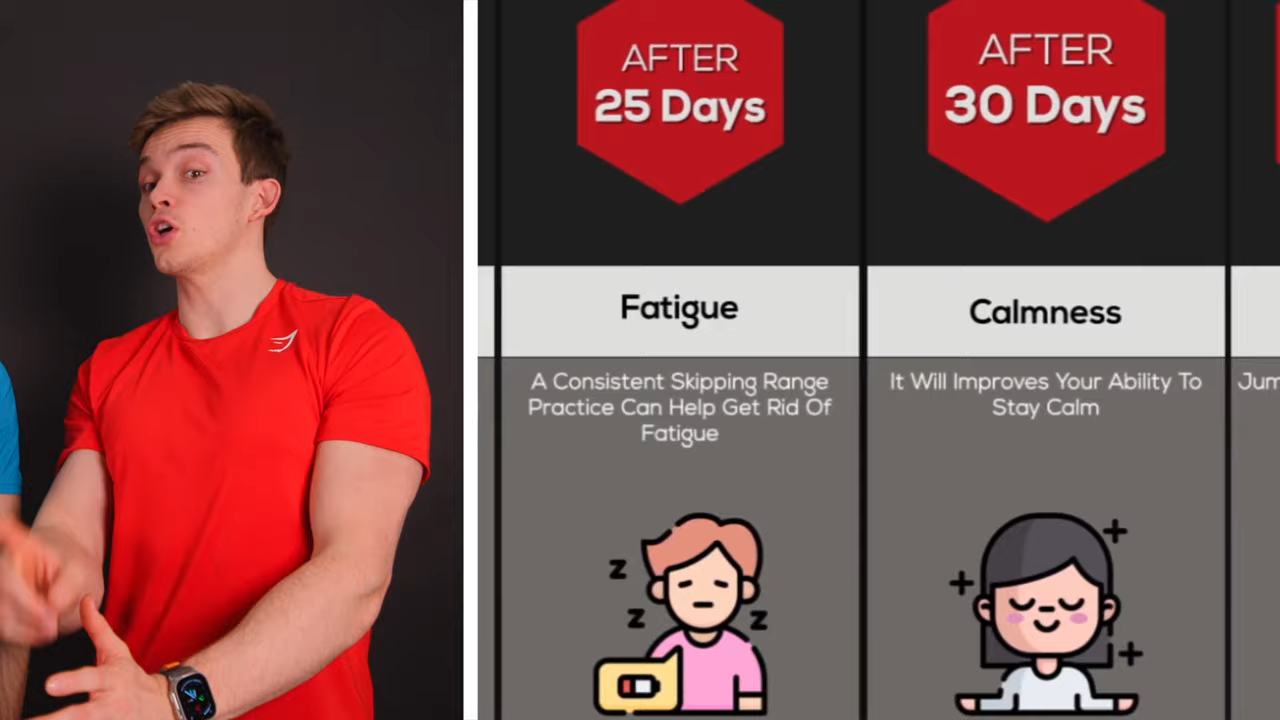 AFTER
25 Days
AFTER
30 Days
Fatigue
Calmness
A Consistent Skipping Range
Practice Can Help Get Rid Of
Fatigue
It Will Improves Your Ability To
Stay Calm
Jum
z
z
z